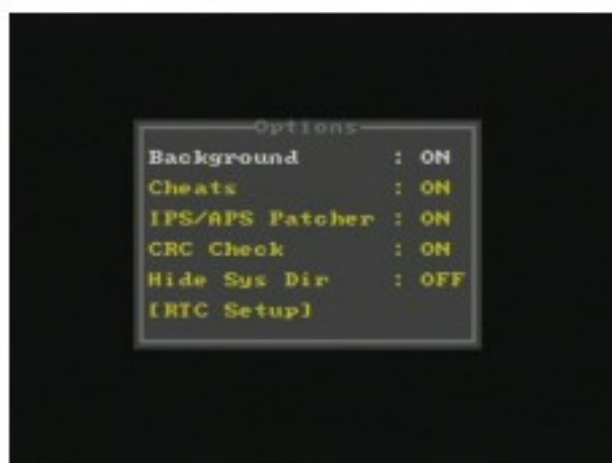 Options
Background : ON
Cheats : ON
IPS/APS Patcher : ON
CRC Check : ON
Hide Sys Dir : OFF
[RTC Setup]